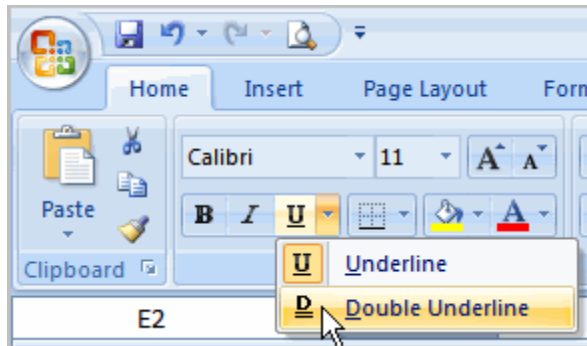 Home Insert Page Layout Form
Calibri 11 A A
Paste B I U A
Clipboard U Underline
E2 D Double Underline